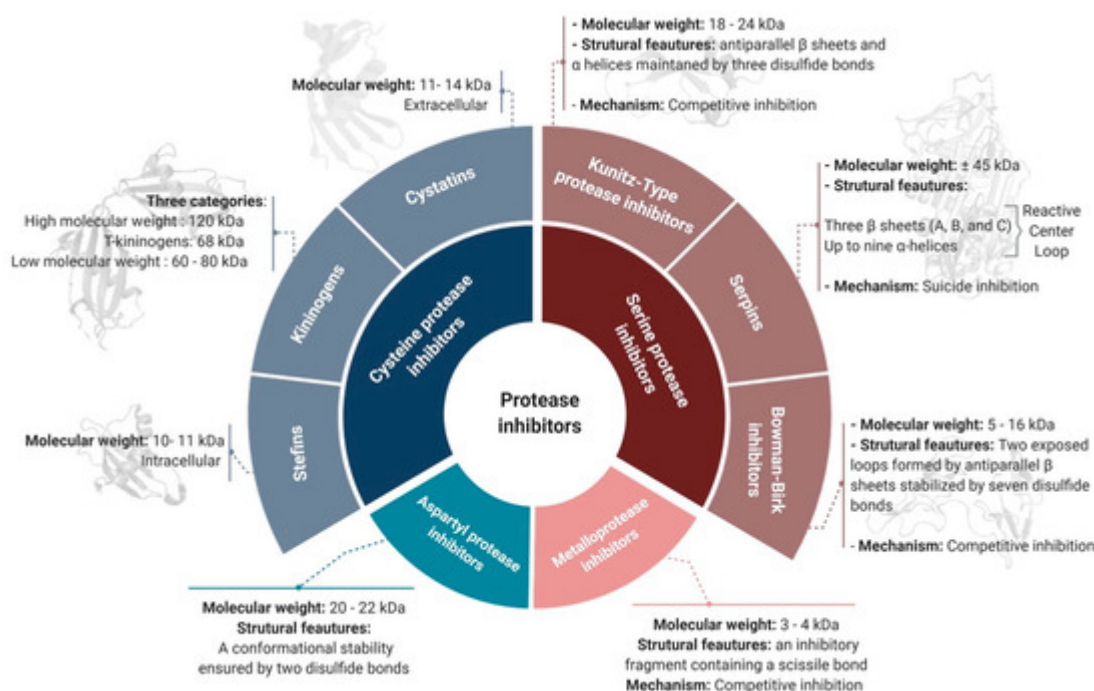 - Molecular weight: 18 - 24 kDa
- Strutural feautures: antiparallel β sheets and
α helices maintaned by three disulfide bonds
- Mechanism: Competitive inhibition
Molecular weight: 11- 14 kDa
Extracellular
Cystatins
Kunitz-Type
protease inhibitors
- Molecular weight: ± 45 kDa
- Strutural feautures:
Three β sheets (A, B, and C)
Up to nine α-helices
Reactive
Center
Loop
- Mechanism: Suicide inhibition
Three categories:
High molecular weight : 120 kDa
T-kininogens: 68 kDa
Low molecular weight : 60 - 80 kDa
Kininogens
Serpins
Cysteine protease
inhibitors
Serine protease
inhibitors
Protease
inhibitors
Molecular weight: 10- 11 kDa
Intracellular
Stefins
Bowman-Birk
inhibitors
- Molecular weight: 5 - 16 kDa
- Strutural feautures: Two exposed
loops formed by antiparallel β
sheets stabilized by seven disulfide
bonds
- Mechanism: Competitive inhibition
Aspartyl protease
inhibitors
Metalloprotease
inhibitors
Molecular weight: 20 - 22 kDa
Strutural feautures:
A conformational stability
ensured by two disulfide bonds
Molecular weight: 3 - 4 kDa
Strutural feautures: an inhibitory
fragment containing a scissile bond
Mechanism: Competitive inhibition